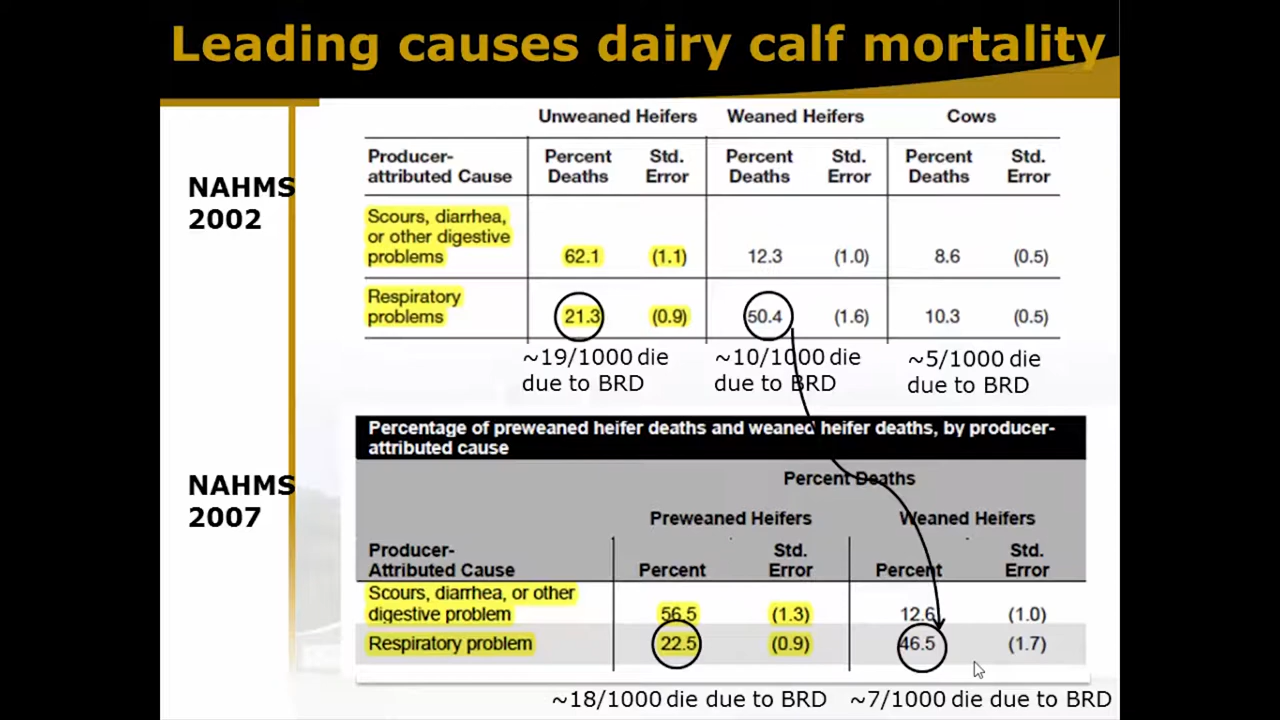 Leading causes dairy calf mortality
NAHMS
2002
Unweaned Heifers Weaned Heifers Cows
Producer-
attributed Cause
Percent
Deaths
Std.
Error
Percent
Deaths
Std.
Error
Percent
Deaths
Std.
Error
Scours, diarrhea,
or other digestive
problems 62.1 (1.1) 12.3 (1.0) 8.6 (0.5)
Respiratory
problems 21.3 (0.9) 50.4 (1.6) 10.3 (0.5)
~19/1000 die
due to BRD
~10/1000 die
due to BRD
~5/1000 die
due to BRD
NAHMS
2007
Percentage of preweaned heifer deaths and weaned heifer deaths, by producer-
attributed cause
Percent Deaths
Preweaned Heifers Weaned Heifers
Producer-
Attributed Cause
Percent
Std.
Error
Percent
Std.
Error
Scours, diarrhea, or other
digestive problem 56.5 (1.3) 12.6 (1.0)
Respiratory problem 22.5 (0.9) 46.5 (1.7)
~18/1000 die due to BRD ~7/1000 die due to BRD